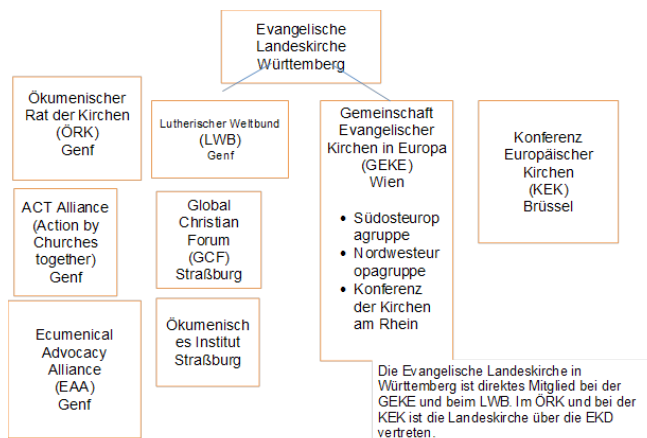 Evangelische
Landeskirche
Württemberg
Ökumenischer
Rat der Kirchen
(ÖRK)
Genf
Lutherischer Weltbund
(LWB)
Genf
Gemeinschaft
Evangelischer
Kirchen in Europa
(GEKE)
Wien
• Südosteurop
agruppe
• Nordwesteur
opagruppe
• Konferenz
der Kirchen
am Rhein
Konferenz
Europäischer
Kirchen
(KEK)
Brüssel
ACT Alliance
(Action by
Churches
together)
Genf
Global
Christian
Forum
(GCF)
Straßburg
Ecumenical
Advocacy
Alliance
(EAA)
Genf
Ökumenisch
es Institut
Straßburg
Die Evangelische Landeskirche in
Württemberg ist direktes Mitglied bei der
GEKE und beim LWB. Im ÖRK und bei der
KEK ist die Landeskirche über die EKD
vertreten.